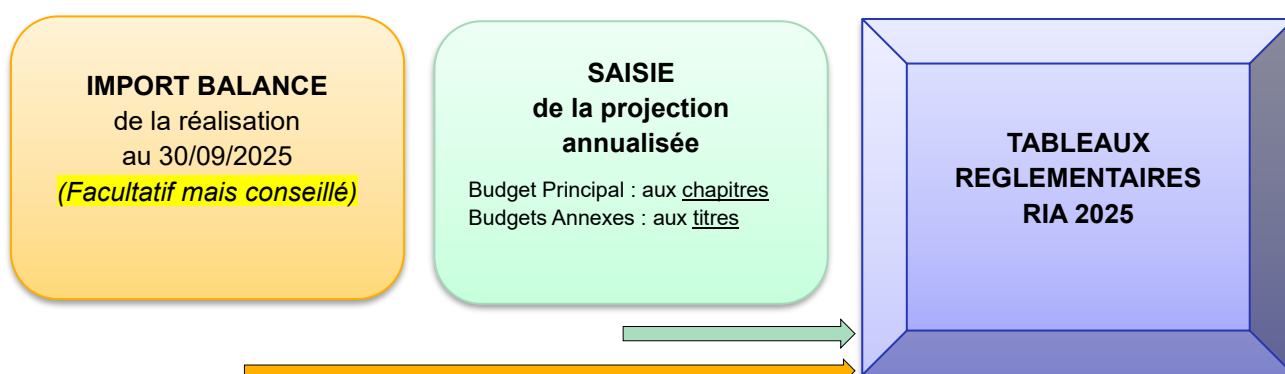 IMPORT BALANCE
de la réalisation
au 30/09/2025
(Facultatif mais conseillé)
SAISIE
de la projection
annualisée
Budget Principal : aux chapitres
Budgets Annexes : aux titres
TABLEAUX
REGLEMENTAIRES
RIA 2025